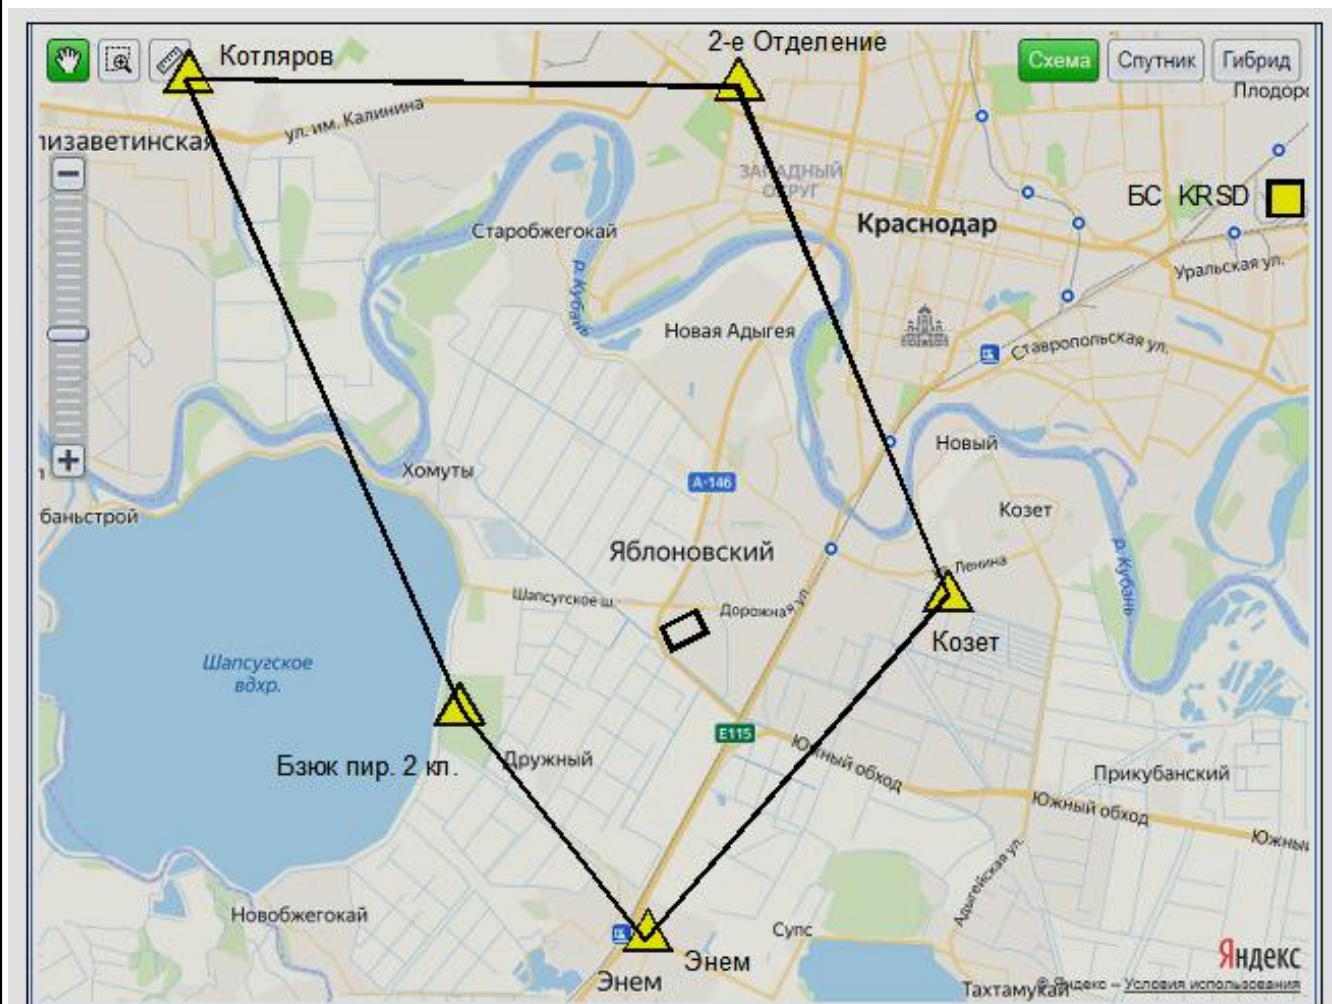 Котляров
2-е Отделение
Схема
Спутник
Гибрид
Плодоро
ул. им. Калинина
лизаветинская
ЗАПАДНЫЙ
ОКРУГ
БС KRSD
Краснодар
Старобжегокай
р. Кубань
Уральская ул.
Новая Адыгея
Ставропольская ул.
Новый
Хомуты
А-146
Козет
баньстрой
Яблоновский
р. Кубань
Ленина
Шапсугское ш.
Дорожная ул.
Козет
Шапсугское
вдхр.
E115
Южный обход
Бзюк пир. 2 кл.
Дружный
Прикубанский
Южный обход
Южны
Адыгейская ул.
Новобжегокай
Супс
Энем
Энем
Яндекс
Тахтамукай
© Яндекс – Условия использования